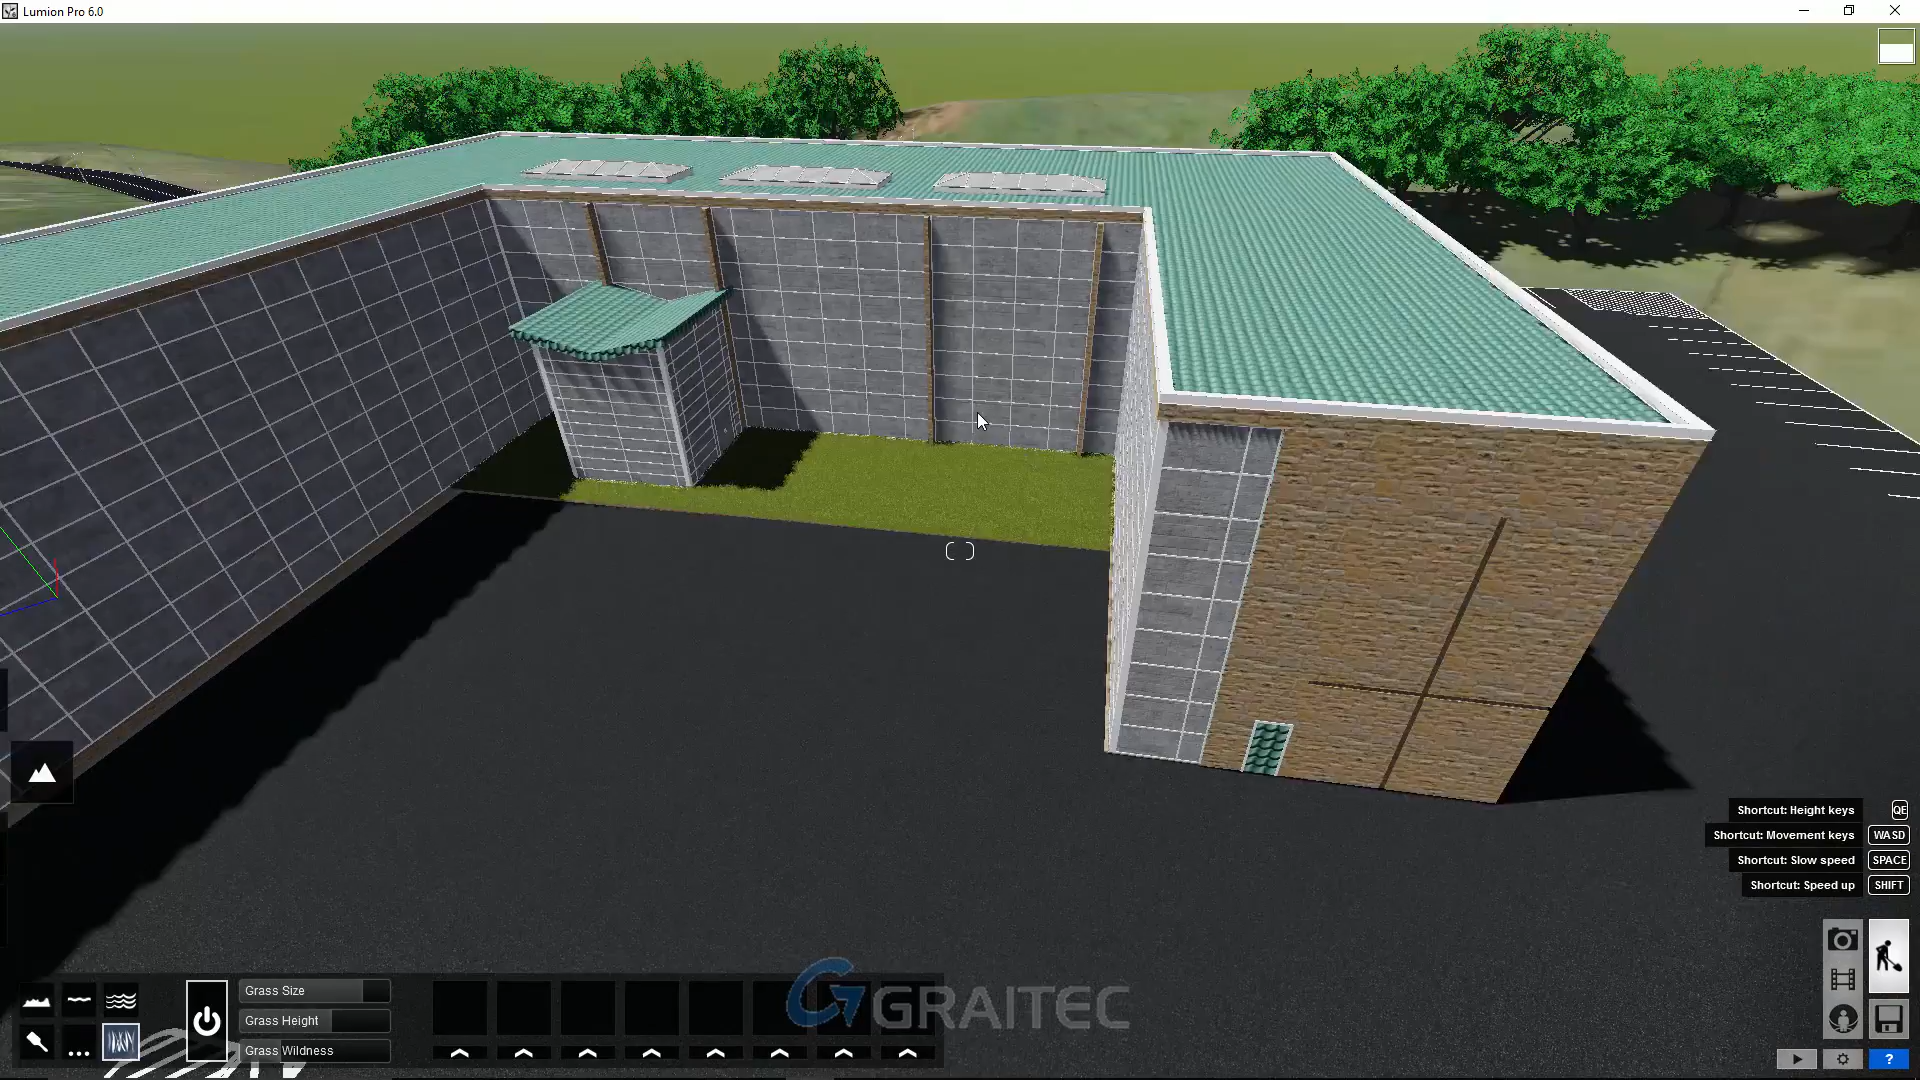 Lumion Pro 6.0
Shortcut: Height keys QE
Shortcut: Movement keys WASD
Shortcut: Slow speed SPACE
Shortcut: Speed up SHIFT
Grass Size
Grass Height
Grass Wildness
GRAITEC
?